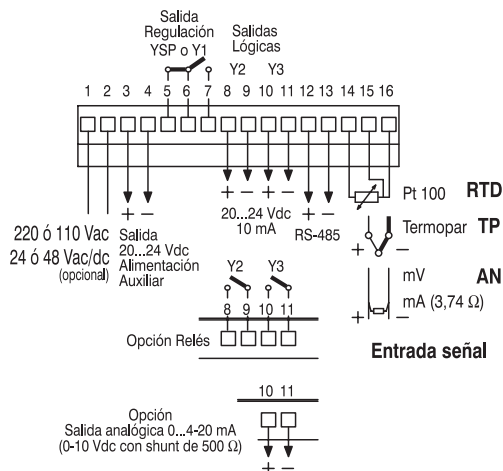 Salida
Regulación
YSP o Y1
Salidas
Lógicas
Y2 Y3
1 2 3 4 5 6 7 8 9 10 11 12 13 14 15 16
+ − + − + − + −
220 ó 110 Vac
24 ó 48 Vac/dc
(opcional)
Salida
20...24 Vdc
Alimentación
Auxiliar
20...24 Vdc
10 mA
RS-485
Pt 100 RTD
Termopar TP
+ −
mV AN
mA (3,74 Ω)
+ −
Entrada señal
Y2 Y3
8 9 10 11
Opción Relés
10 11
Opción
Salida analógica 0...4-20 mA
(0-10 Vdc con shunt de 500 Ω)
+ −